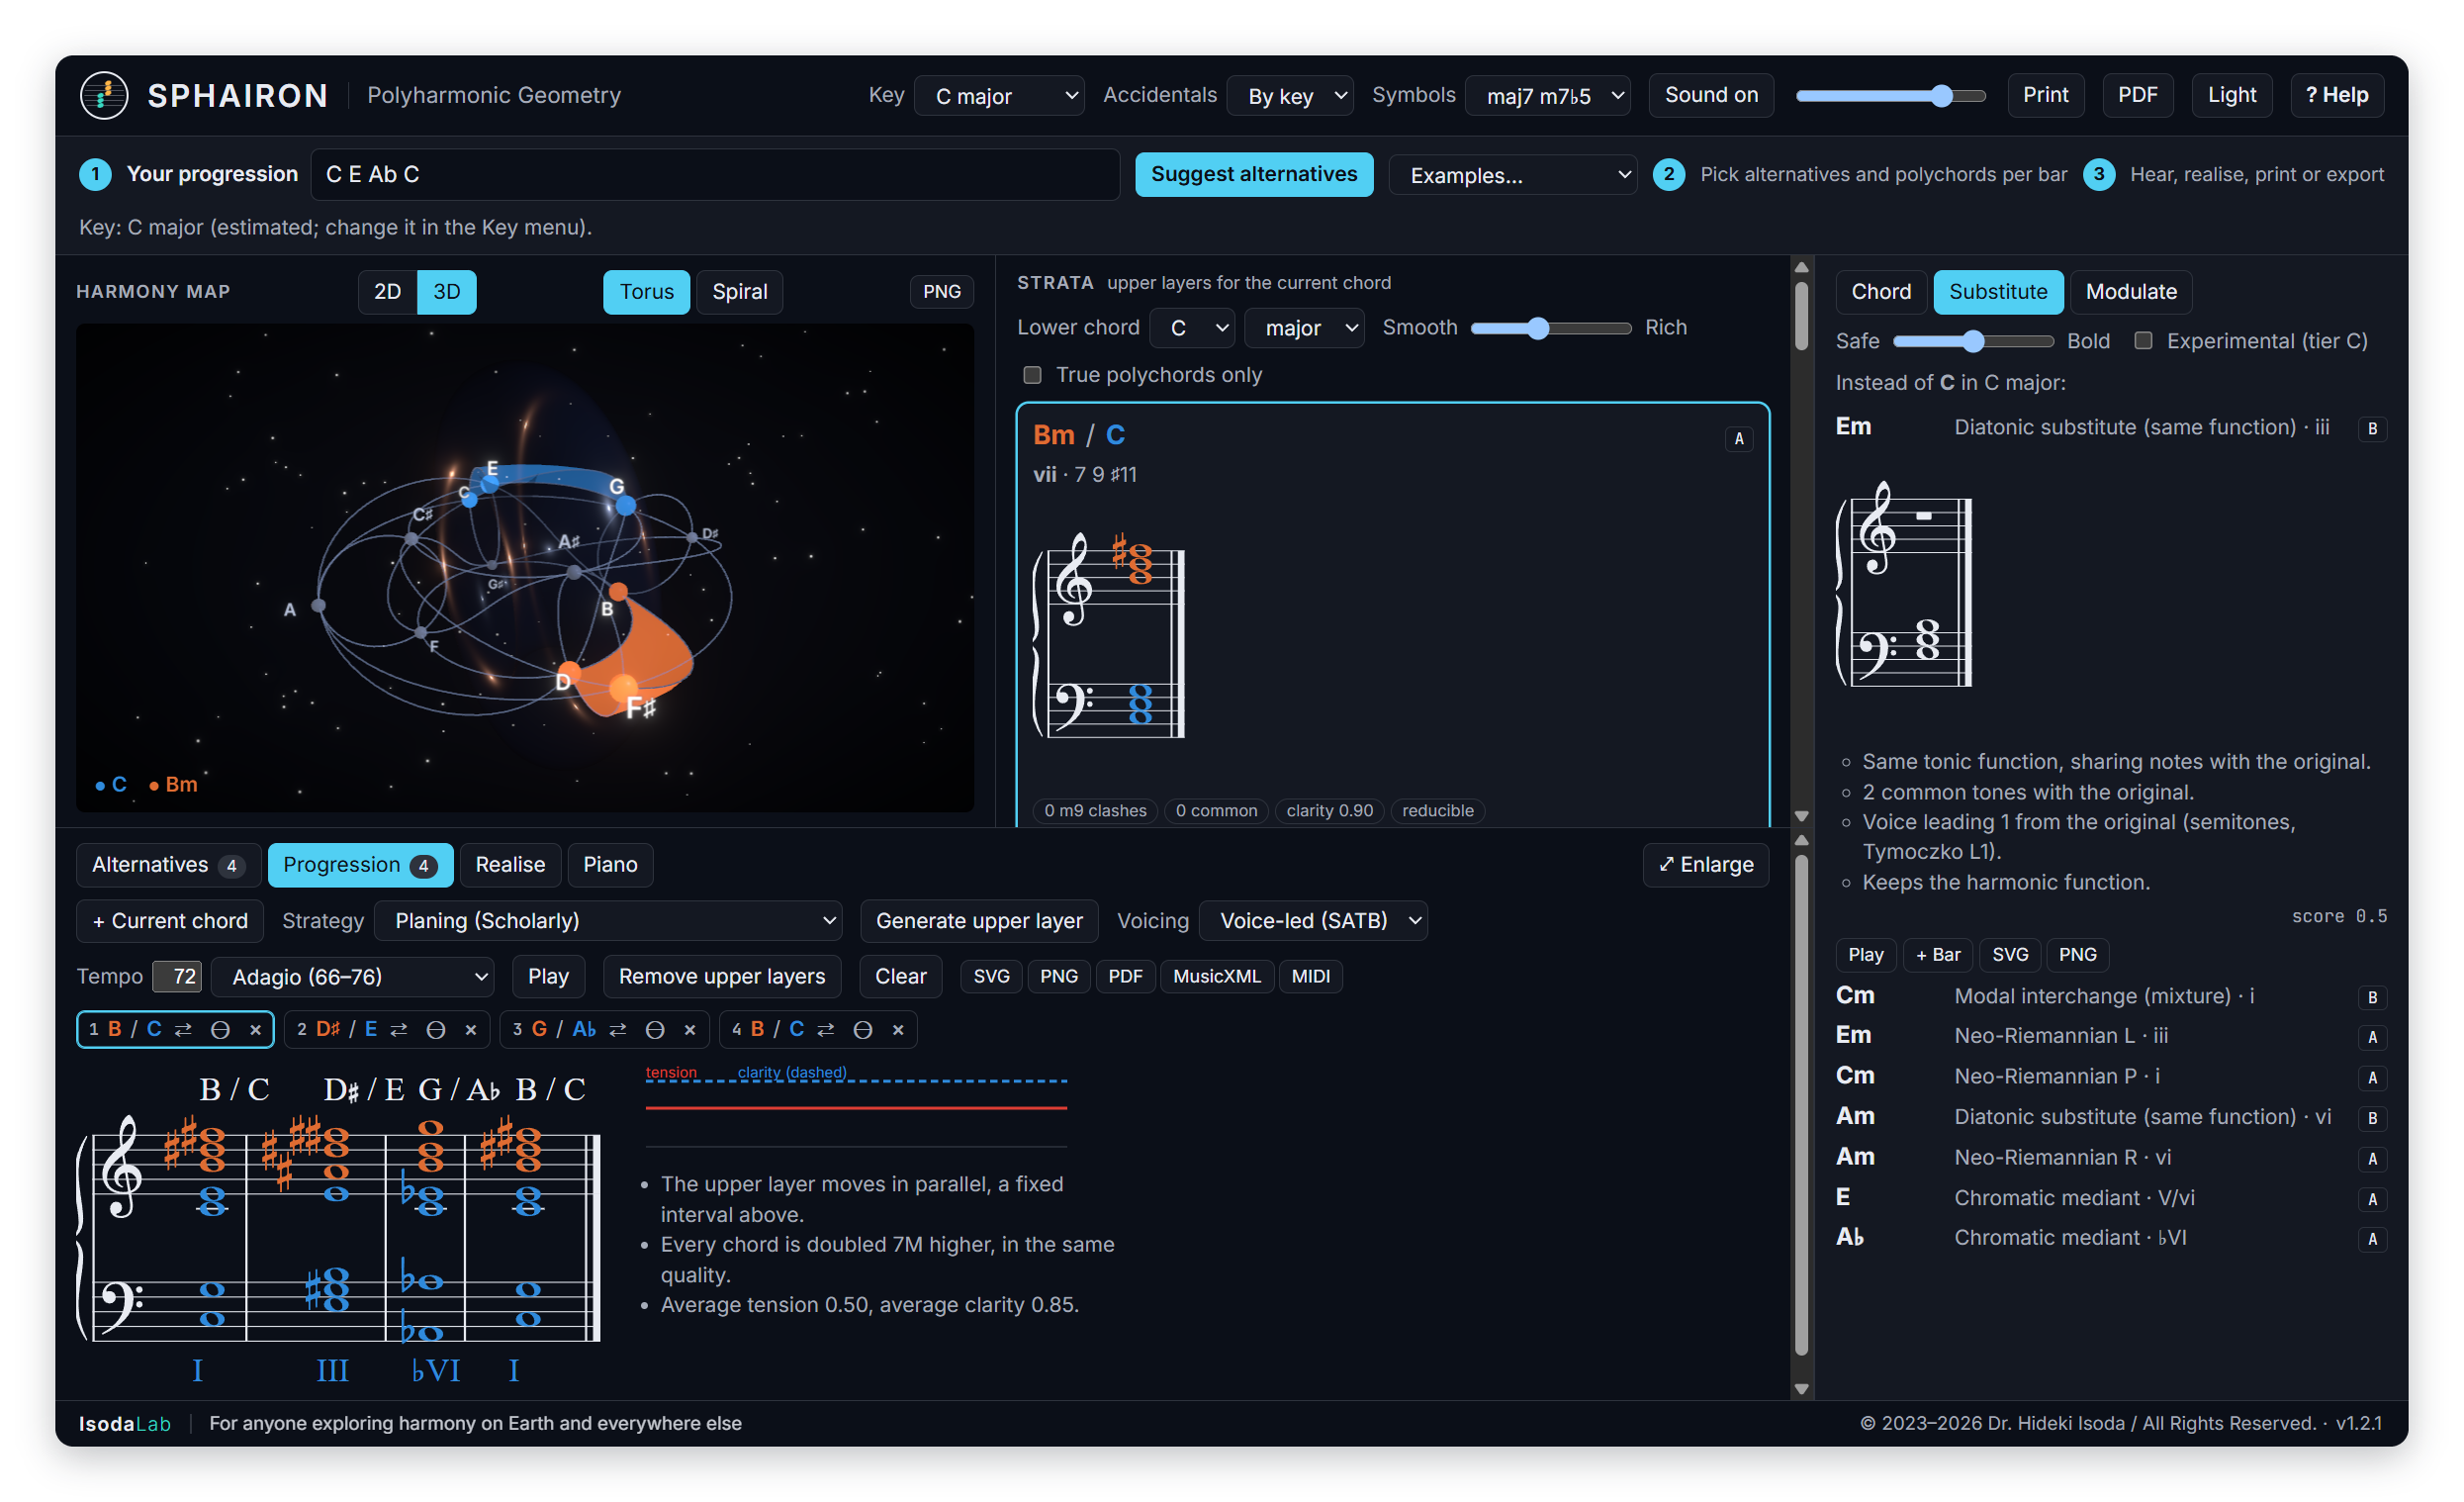 SPHAIRON | Polyharmonic Geometry
Key C major Accidentals By key Symbols maj7 m7♭5 Sound on Print PDF Light ? Help
1 Your progression C E Ab C Suggest alternatives Examples... 2 Pick alternatives and polychords per bar 3 Hear, realise, print or export
Key: C major (estimated; change it in the Key menu).
HARMONY MAP 2D 3D Torus Spiral PNG
E
C
G
C♯
A♯
D♯
G♯
A
B
F
D
F♯
● C ● Bm
STRATA upper layers for the current chord
Lower chord C major Smooth Rich
True polychords only
Bm / C A
vii · 7 9 ♯11
0 m9 clashes 0 common clarity 0.90 reducible
Alternatives 4 Progression 4 Realise Piano ⤢ Enlarge
+ Current chord Strategy Planing (Scholarly) Generate upper layer Voicing Voice-led (SATB)
Tempo 72 Adagio (66–76) Play Remove upper layers Clear SVG PNG PDF MusicXML MIDI
1 B / C ⇄ × 2 D♯ / E ⇄ × 3 G / A♭ ⇄ × 4 B / C ⇄ ×
B / C D♯ / E G / A♭ B / C
I III ♭VI I
tension clarity (dashed)
• The upper layer moves in parallel, a fixed
interval above.
• Every chord is doubled 7M higher, in the same
quality.
• Average tension 0.50, average clarity 0.85.
Chord Substitute Modulate
Safe Bold Experimental (tier C)
Instead of C in C major:
Em Diatonic substitute (same function) · iii B
◦ Same tonic function, sharing notes with the original.
◦ 2 common tones with the original.
◦ Voice leading 1 from the original (semitones,
Tymoczko L1).
◦ Keeps the harmonic function.
score 0.5
Play + Bar SVG PNG
Cm Modal interchange (mixture) · i B
Em Neo-Riemannian L · iii A
Cm Neo-Riemannian P · i A
Am Diatonic substitute (same function) · vi B
Am Neo-Riemannian R · vi A
E Chromatic mediant · V/vi A
A♭ Chromatic mediant · ♭VI A
IsodaLab | For anyone exploring harmony on Earth and everywhere else
© 2023–2026 Dr. Hideki Isoda / All Rights Reserved. · v1.2.1